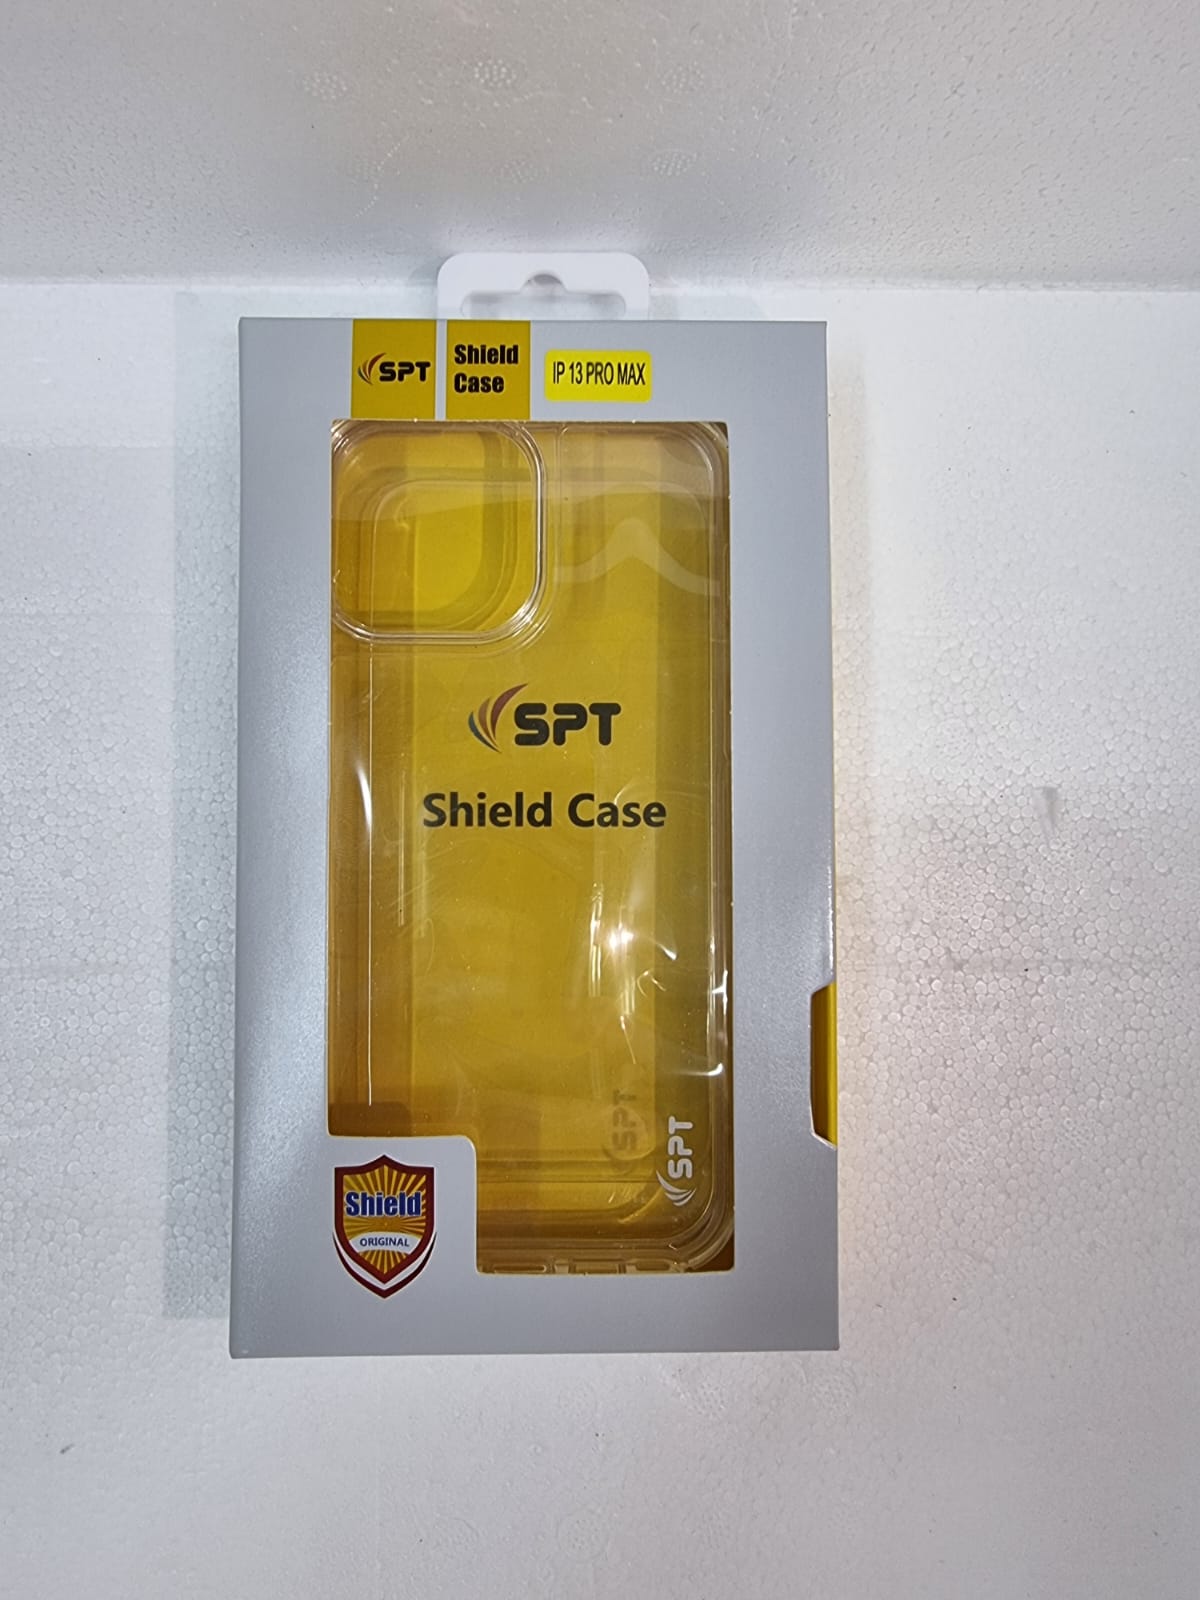 SPT
Shield
Case
IP 13 PRO MAX
SPT
Shield Case
SPT
SPT
Shield
ORIGINAL